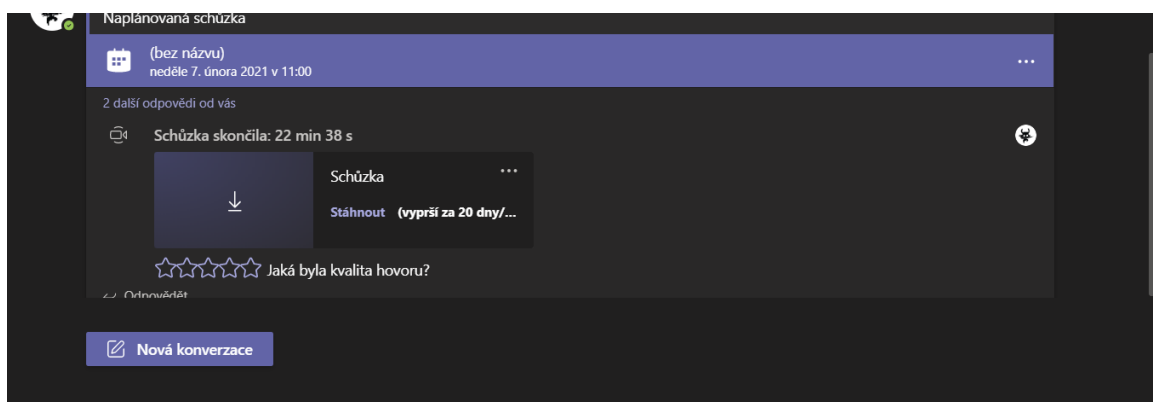 Naplánovaná schůzka
(bez názvu)
neděle 7. února 2021 v 11:00
2 další odpovědi od vás
Schůzka skončila: 22 min 38 s
Schůzka
Stáhnout (vyprší za 20 dny/...
Jaká byla kvalita hovoru?
Odpovědět
Nová konverzace